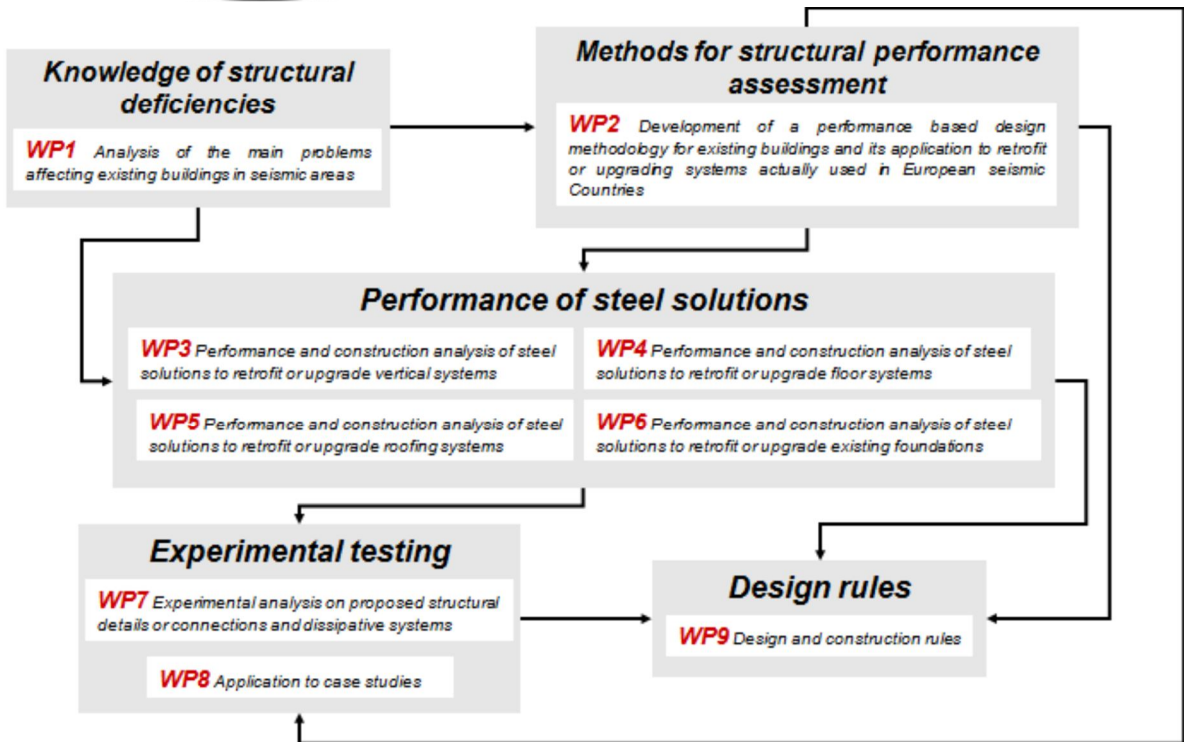 Knowledge of structural
deficiencies
WP1 Analysis of the main problems
affecting existing buildings in seismic areas
Methods for structural performance
assessment
WP2 Development of a performance based design
methodology for existing buildings and its application to retrofit
or upgrading systems actually used in European seismic
Countries
Performance of steel solutions
WP3 Performance and construction analysis of steel
solutions to retrofit or upgrade vertical systems
WP4 Performance and construction analysis of steel
solutions to retrofit or upgrade floor systems
WP5 Performance and construction analysis of steel
solutions to retrofit or upgrade roofing systems
WP6 Performance and construction analysis of steel
solutions to retrofit or upgrade existing foundations
Experimental testing
WP7 Experimental analysis on proposed structural
details or connections and dissipative systems
WP8 Application to case studies
Design rules
WP9 Design and construction rules